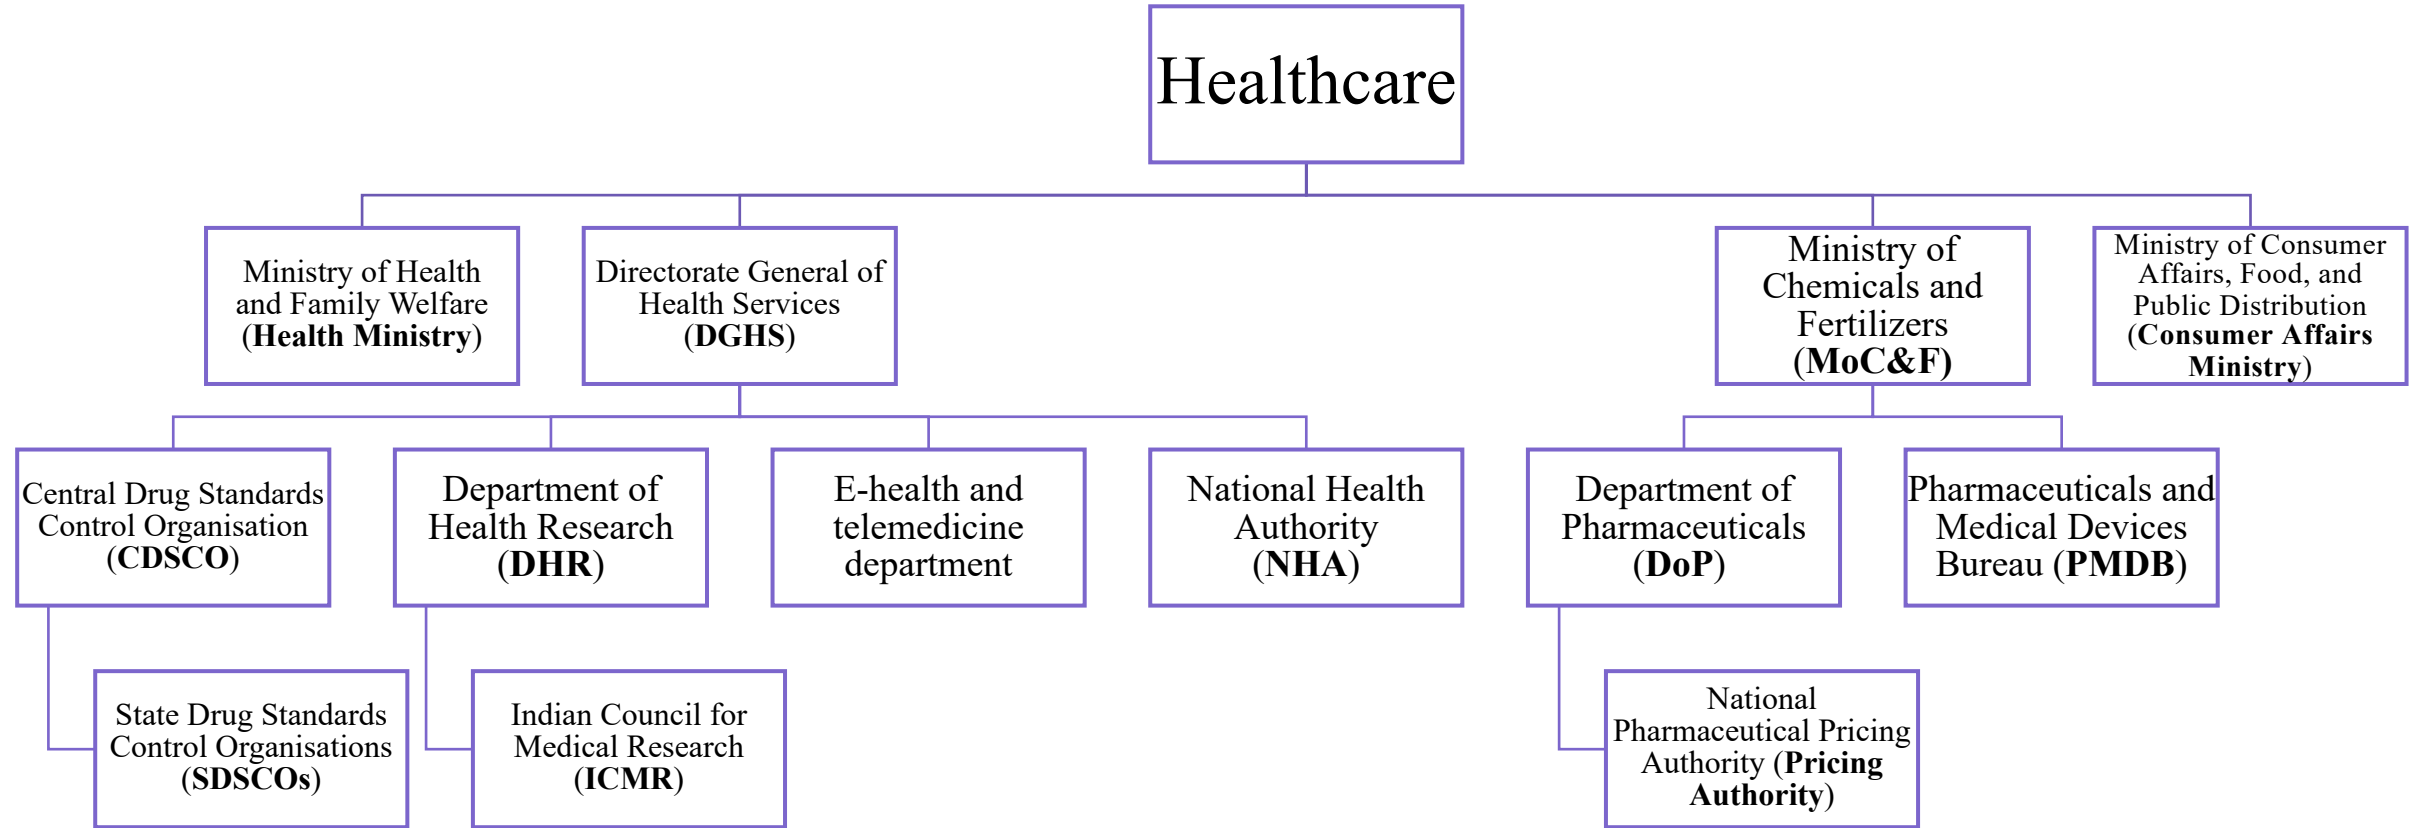 Healthcare
Ministry of Health
and Family Welfare
(Health Ministry)
Directorate General of
Health Services
(DGHS)
Ministry of
Chemicals and
Fertilizers
(MoC&F)
Ministry of Consumer
Affairs, Food, and
Public Distribution
(Consumer Affairs
Ministry)
Central Drug Standards
Control Organisation
(CDSCO)
Department of
Health Research
(DHR)
E-health and
telemedicine
department
National Health
Authority
(NHA)
Department of
Pharmaceuticals
(DoP)
Pharmaceuticals and
Medical Devices
Bureau (PMDB)
State Drug Standards
Control Organisations
(SDSCOs)
Indian Council for
Medical Research
(ICMR)
National
Pharmaceutical Pricing
Authority (Pricing
Authority)